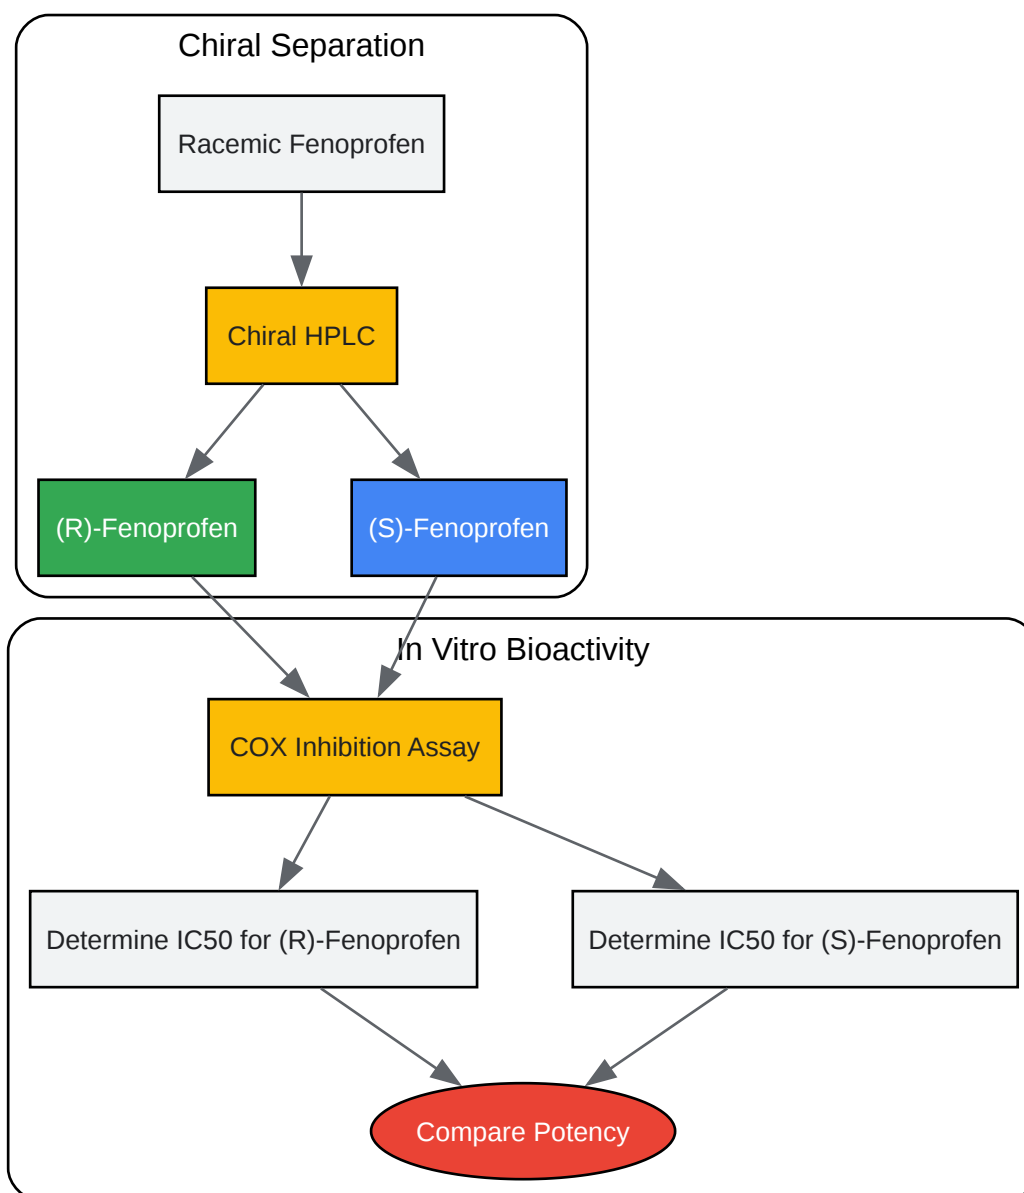 Chiral Separation
Racemic Fenoprofen
Chiral HPLC
(R)-Fenoprofen
(S)-Fenoprofen
In Vitro Bioactivity
COX Inhibition Assay
Determine IC50 for (R)-Fenoprofen
Determine IC50 for (S)-Fenoprofen
Compare Potency